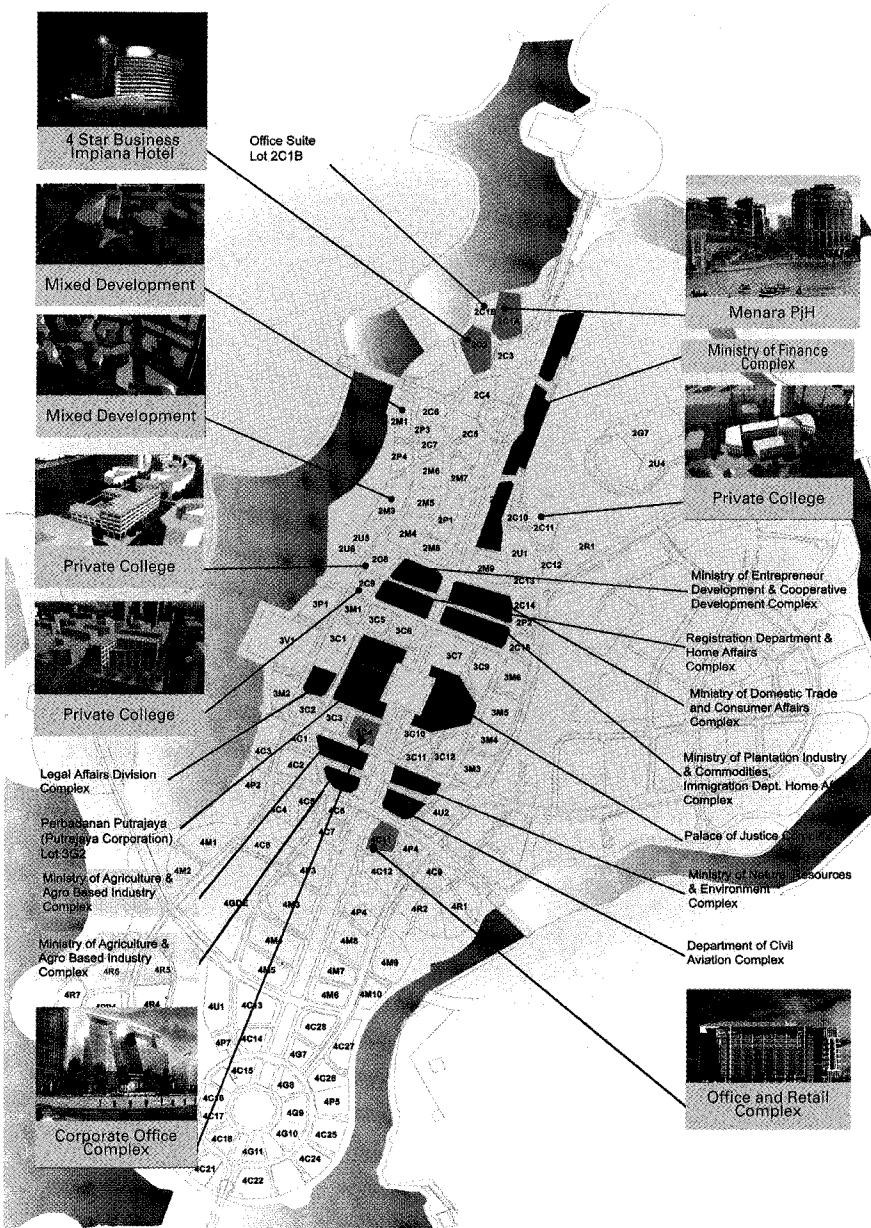 4 Star Business
Impiana Hotel
Office Suite
Lot 2C1B
Mixed Development
Mixed Development
Private College
Private College
Legal Affairs Division
Complex
Perbadanan Putrajaya
(Putrajaya Corporation)
Lot 3G2
Ministry of Agriculture &
Agro Based Industry
Complex
Ministry of Agriculture &
Agro Based Industry
Complex
Corporate Office
Complex
Menara PjH
Ministry of Finance
Complex
Private College
Ministry of Entrepreneur
Development & Cooperative
Development Complex
Registration Department &
Home Affairs
Complex
Ministry of Domestic Trade
and Consumer Affairs
Complex
Ministry of Plantation Industry
& Commodities,
Immigration Dept. Home
Complex
Palace of Justice
Ministry of Natural Resources
& Environment
Complex
Department of Civil
Aviation Complex
Office and Retail
Complex
2C1B
2C3
2C4
2M1
2C6
2P3
2C7
2C5
2P4
2M6
2M7
2G7
2U4
2M3
2M5
2P1
2C10
2C11
2U5
2M4
2U6
2M8
2U1
2R1
2C12
2G8
2M9
2C13
2C9
2C14
3P1
3M1
2P2
3C5
3V1
3C1
3C6
2C15
3C7
3C9
3M6
3M2
3C2
3C3
3M5
3C10
4C1
3M4
4C3
3C11
3C12
4C2
3M3
4P2
4C4
4C5
4C6
4U2
4C7
4M1
4C8
4P4
4M2
4P3
4C12
4C9
4M3
4R1
4P4
4R2
4M4
4M8
4M9
4R6
4R5
4M5
4M7
4R7
4R4
4M6
4M10
4U1
4C13
4C28
4P7
4C14
4C27
4G7
4C15
4G8
4C26
4C16
4P5
4C17
4G9
4G10
4C25
4C18
4G11
4C24
4C21
4C22